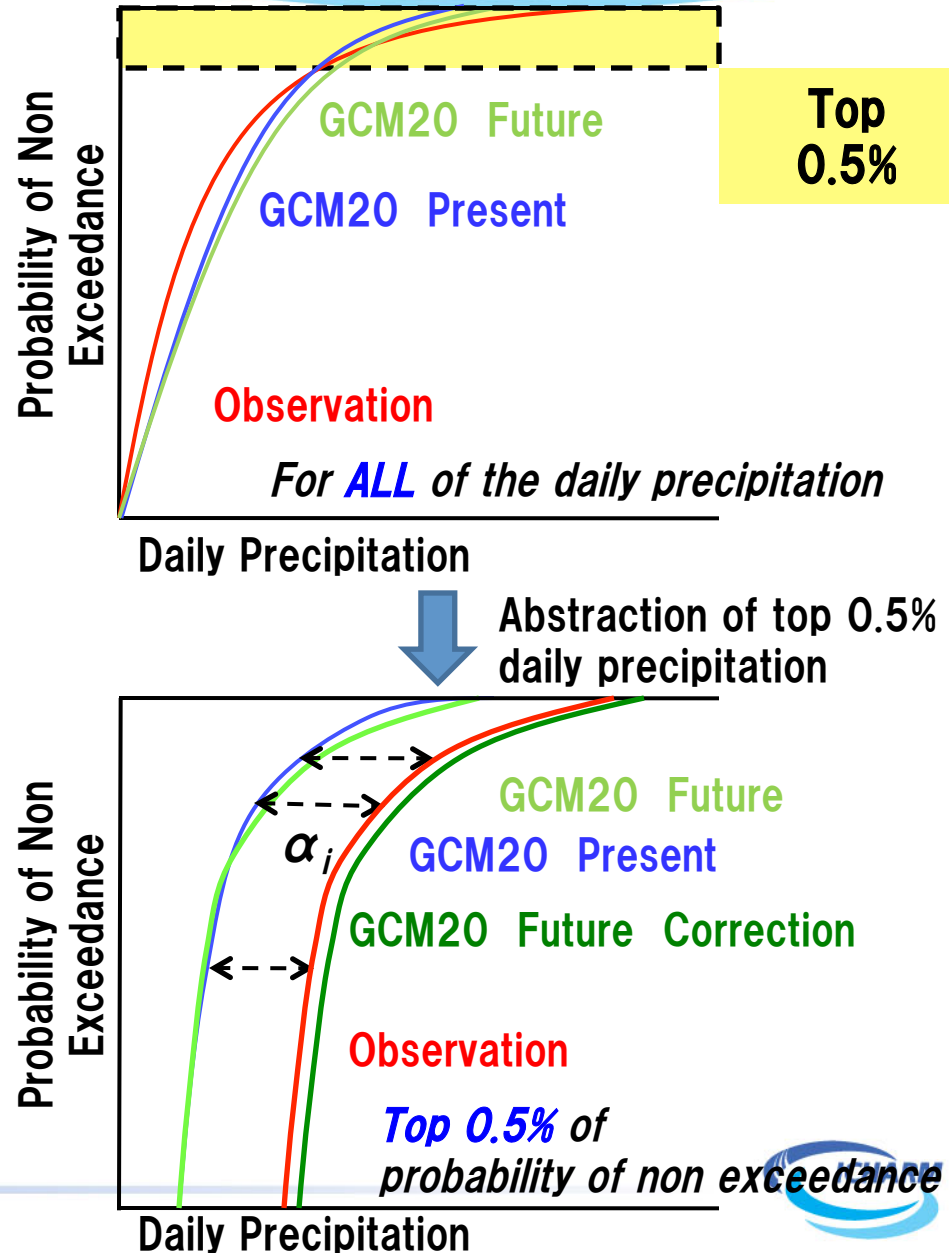 Probability of Non
Exceedance
Top
0.5%
GCM20 Future
GCM20 Present
Observation
For ALL of the daily precipitation
Daily Precipitation
Abstraction of top 0.5%
daily precipitation
Probability of Non
Exceedance
αi
GCM20 Future
GCM20 Present
GCM20 Future Correction
Observation
Top 0.5% of
probability of non exceedance
ICHARM
Daily Precipitation